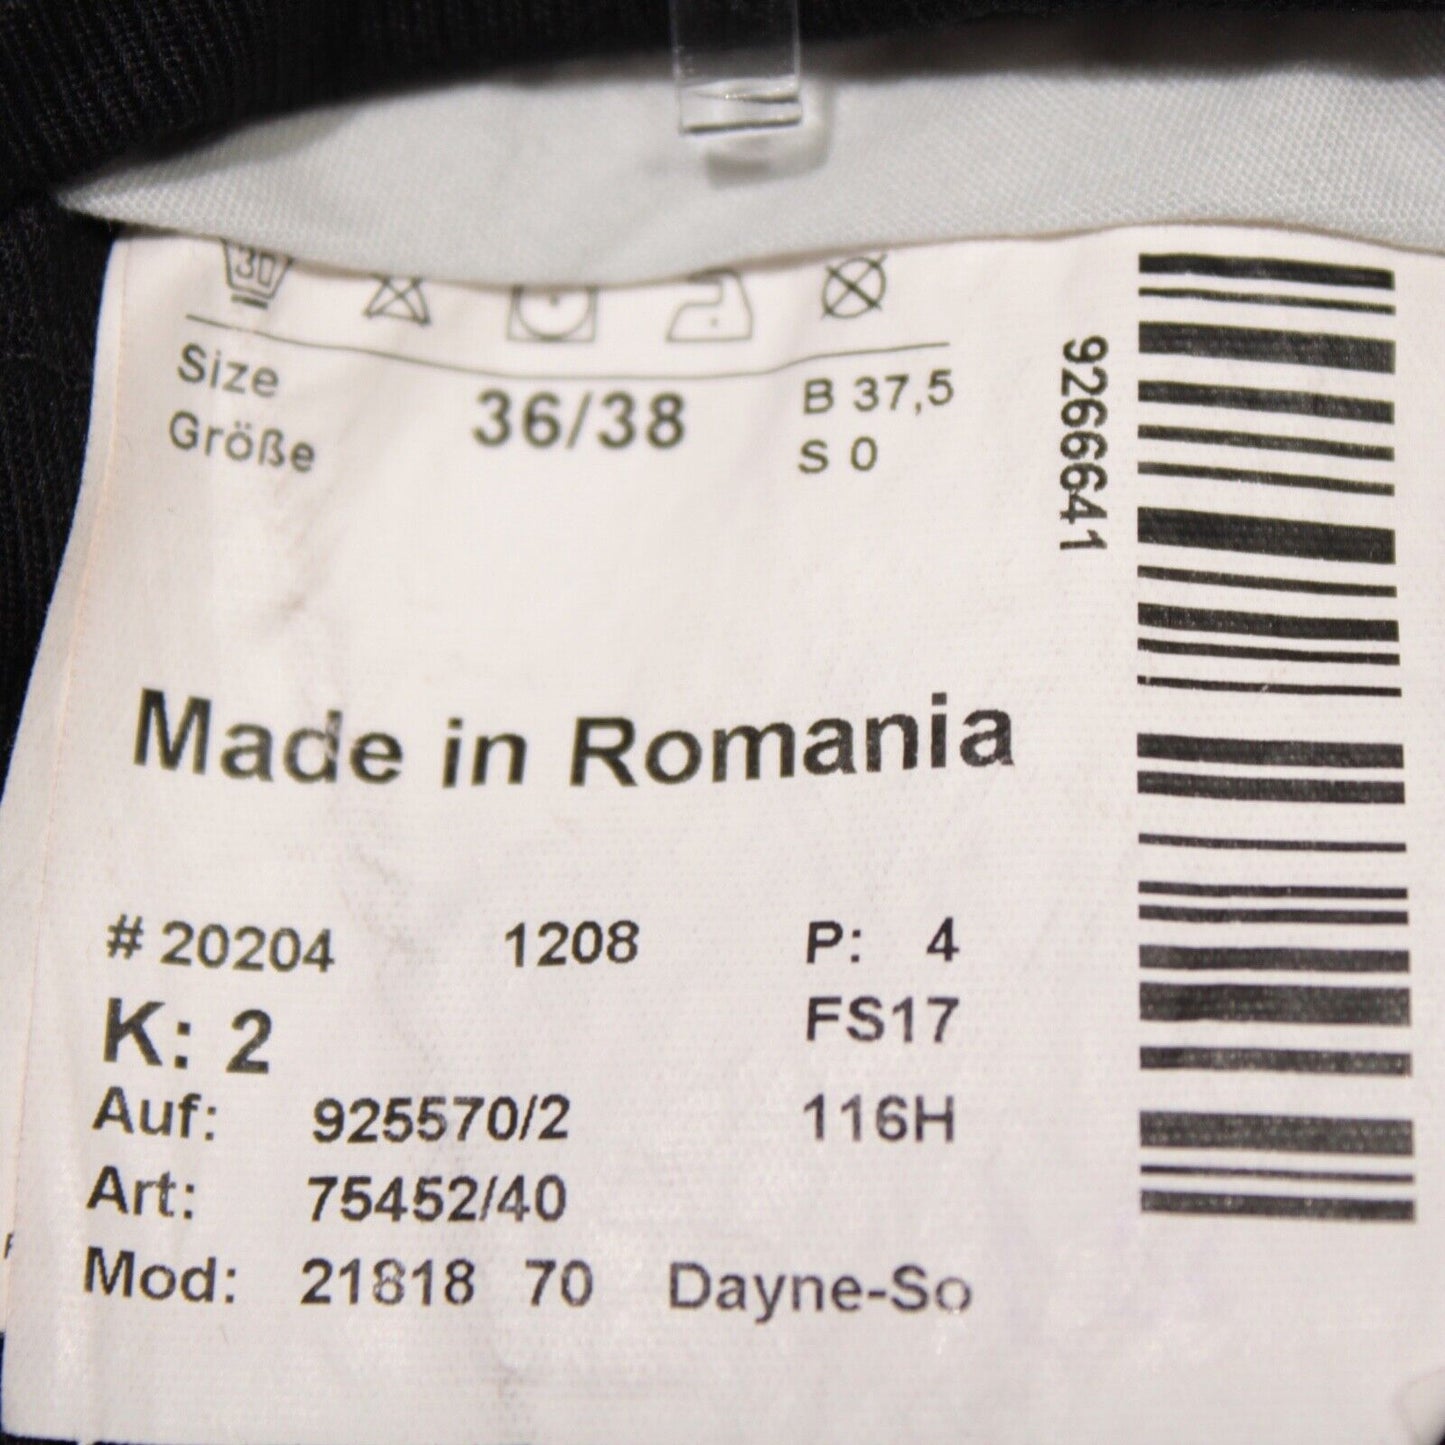 30
Size 36/38 B 37,5
Größe S 0
9266641
Made in Romania
# 20204 1208 P: 4
K: 2 FS17
Auf: 925570/2 116H
Art: 75452/40
Mod: 21818 70 Dayne-So